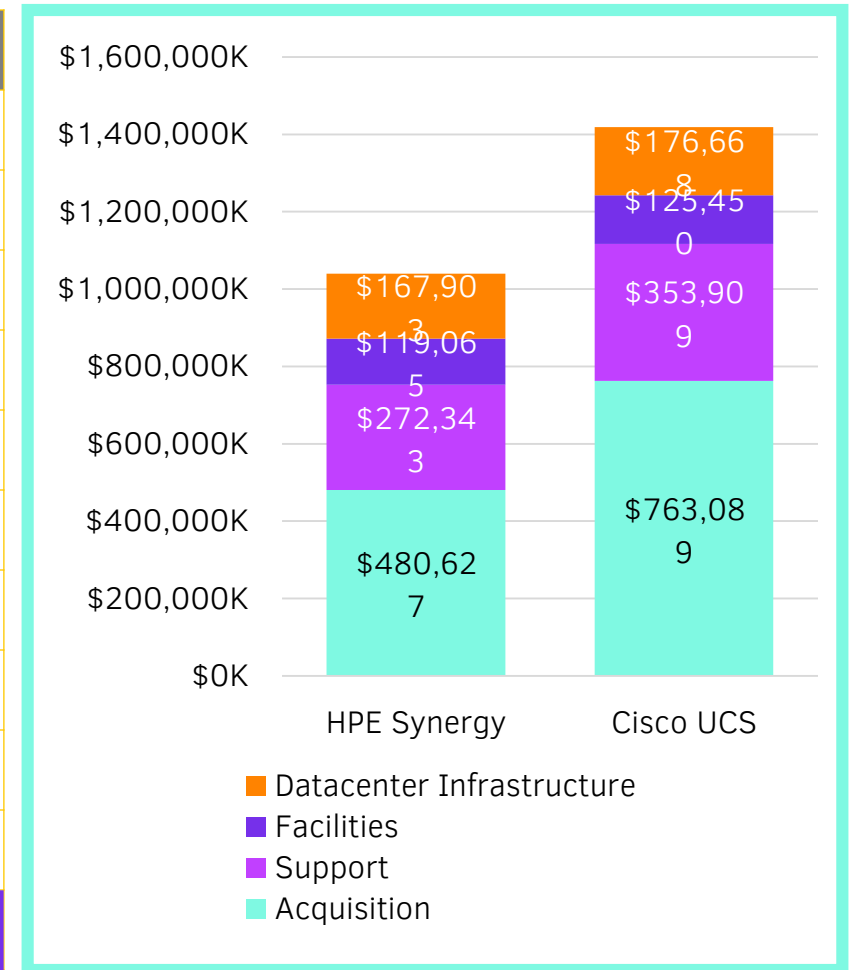 $1,600,000K
$1,400,000K
$1,200,000K
$1,000,000K
$800,000K
$600,000K
$400,000K
$200,000K
$0K
$167,90
3
$119,06
5
$272,34
3
$480,62
7
$176,66
8
$125,45
0
$353,90
9
$763,08
9
HPE Synergy
Cisco UCS
Datacenter Infrastructure
Facilities
Support
Acquisition